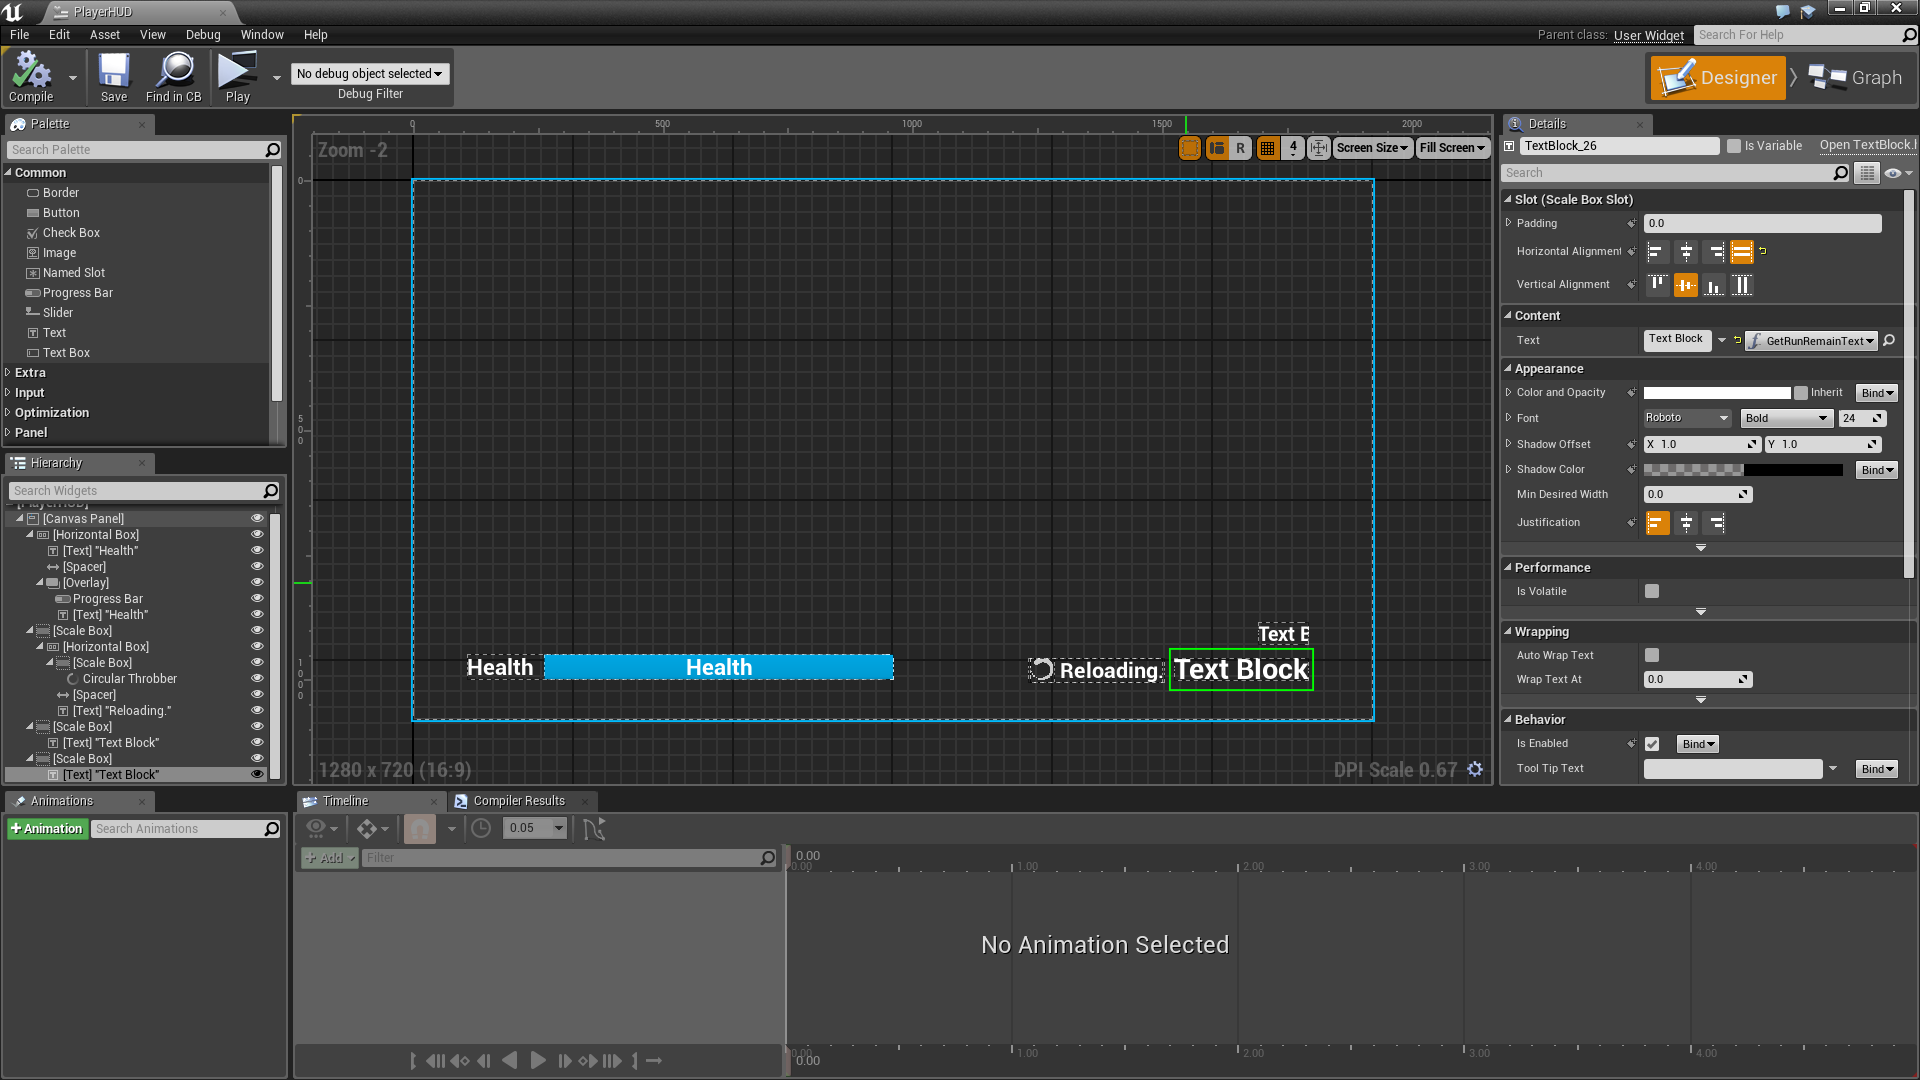 PlayerHUD
File Edit Asset View Debug Window Help
Parent class: User Widget Search For Help
Compile Save Find in CB Play
No debug object selected
Debug Filter
Designer Graph
Palette
Search Palette
Common
Border
Button
Check Box
Image
Named Slot
Progress Bar
Slider
Text
Text Box
Extra
Input
Optimization
Panel
Hierarchy
Search Widgets
[PlayerHUD]
[Canvas Panel]
[Horizontal Box]
[Text] "Health"
[Spacer]
[Overlay]
Progress Bar
[Text] "Health"
[Scale Box]
[Horizontal Box]
[Scale Box]
Circular Throbber
[Spacer]
[Text] "Reloading."
[Scale Box]
[Text] "Text Block"
[Scale Box]
[Text] "Text Block"
0 500 1000 1500 2000
Zoom -2
R 4 Screen Size Fill Screen
0
500
1000
Text B
Health Health Reloading. Text Block
1280 x 720 (16:9) DPI Scale 0.67
Details
TextBlock_26 Is Variable Open TextBlock.h
Search
Slot (Scale Box Slot)
Padding 0.0
Horizontal Alignment
Vertical Alignment
Content
Text Text Block GetRunRemainText
Appearance
Color and Opacity Inherit Bind
Font Roboto Bold 24
Shadow Offset X 1.0 Y 1.0
Shadow Color Bind
Min Desired Width 0.0
Justification
Performance
Is Volatile
Wrapping
Auto Wrap Text
Wrap Text At 0.0
Behavior
Is Enabled Bind
Tool Tip Text Bind
Animations
+Animation Search Animations
Timeline Compiler Results
0.05
+ Add Filter
0.00
0.00 1.00 2.00 3.00 4.00
No Animation Selected
0.00 1.00 2.00 3.00 4.00
0.00